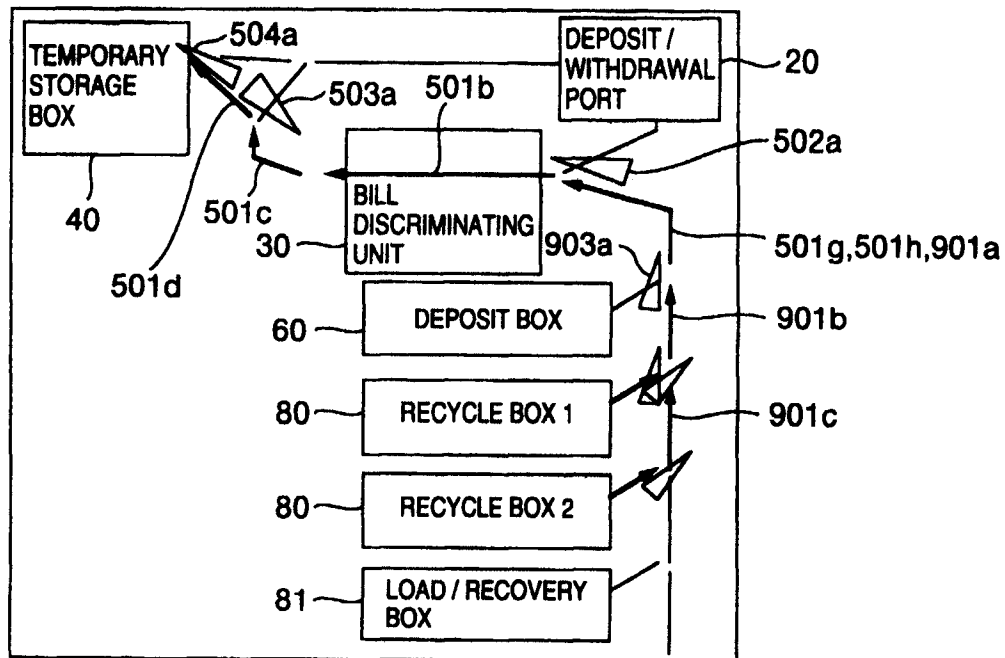 TEMPORARY
STORAGE
BOX
504a
503a
501b
DEPOSIT /
WITHDRAWAL
PORT
20
502a
40
501c
501d
30
BILL
DISCRIMINATING
UNIT
903a
501g,501h,901a
60
DEPOSIT BOX
901b
80
RECYCLE BOX 1
901c
80
RECYCLE BOX 2
81
LOAD / RECOVERY
BOX